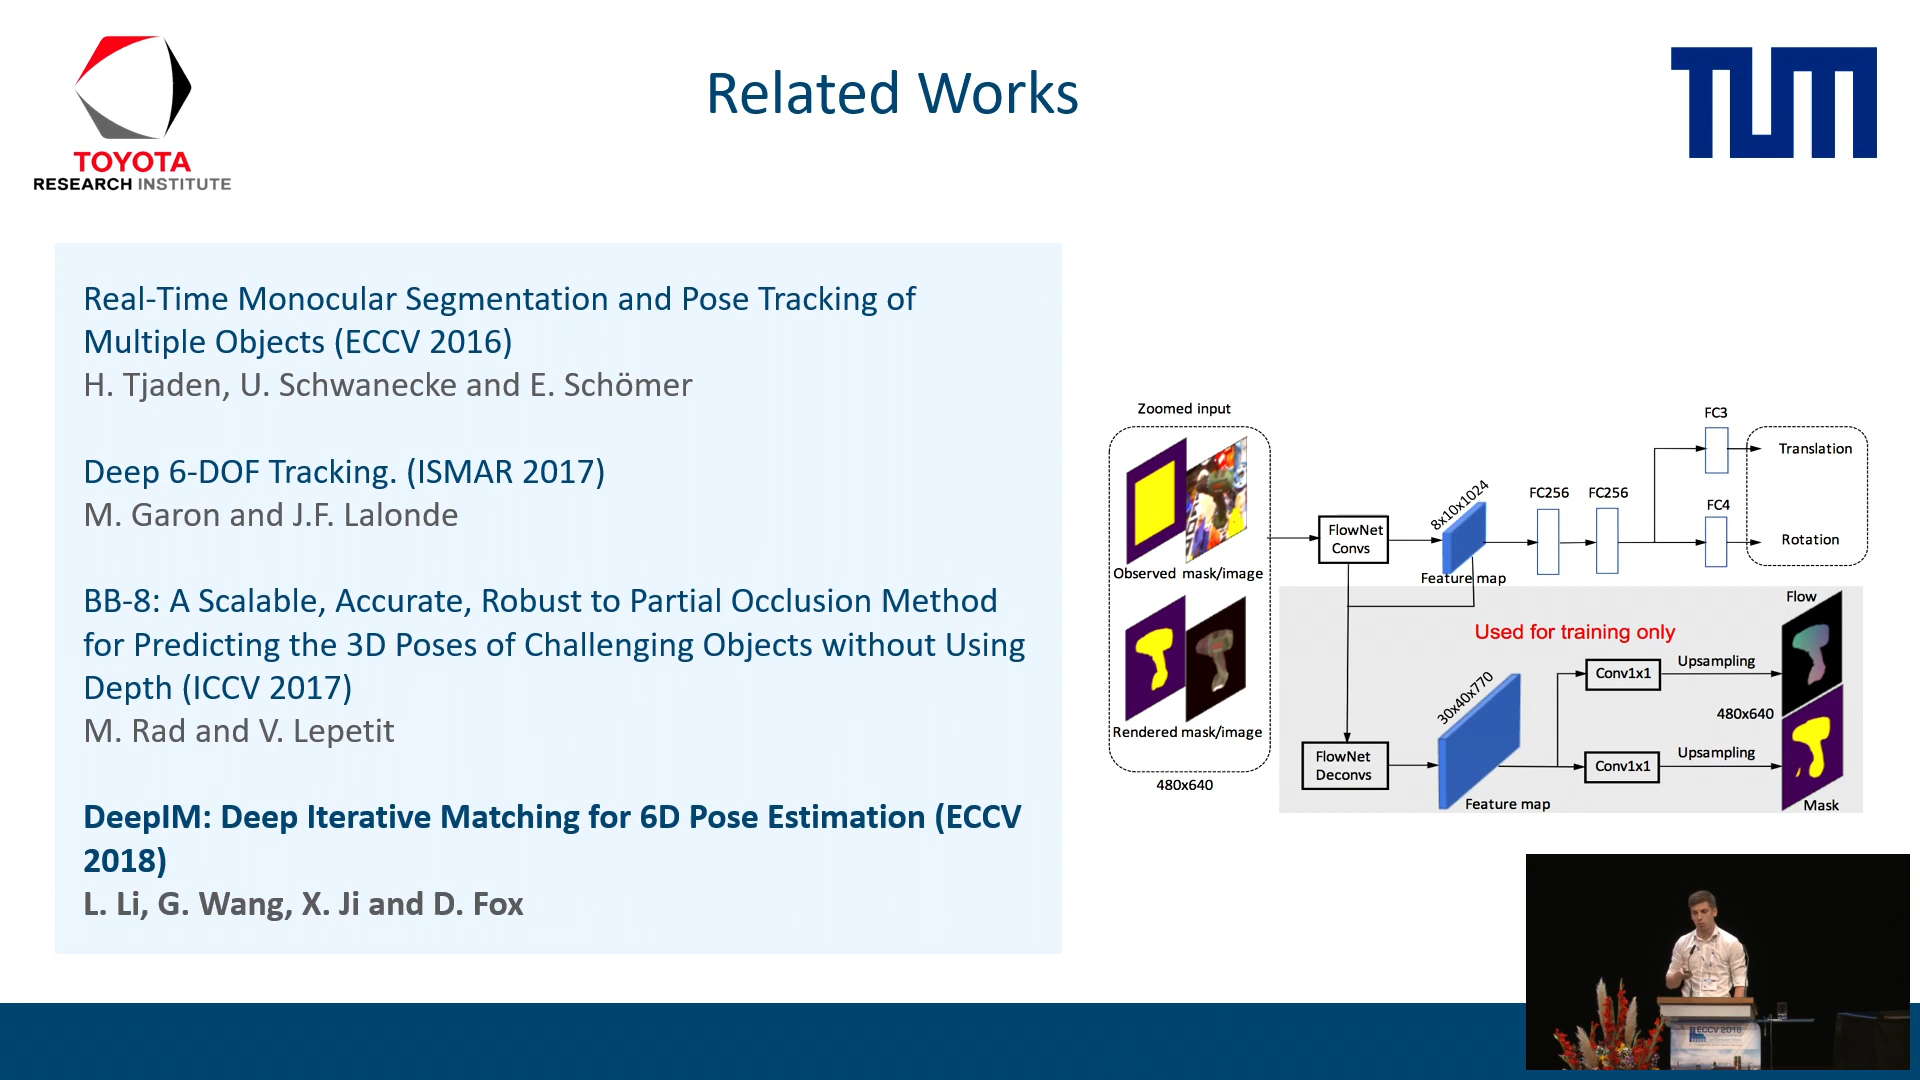 TOYOTA
RESEARCH INSTITUTE
Related Works
TUM
Real-Time Monocular Segmentation and Pose Tracking of
Multiple Objects (ECCV 2016)
H. Tjaden, U. Schwanecke and E. Schömer
Deep 6-DOF Tracking. (ISMAR 2017)
M. Garon and J.F. Lalonde
BB-8: A Scalable, Accurate, Robust to Partial Occlusion Method
for Predicting the 3D Poses of Challenging Objects without Using
Depth (ICCV 2017)
M. Rad and V. Lepetit
DeepIM: Deep Iterative Matching for 6D Pose Estimation (ECCV
2018)
L. Li, G. Wang, X. Ji and D. Fox
Zoomed input
Observed mask/image
Rendered mask/image
480x640
FlowNet
Convs
8x10x1024
Feature map
FC256
FC256
FC3
FC4
Translation
Rotation
Used for training only
FlowNet
Deconvs
30x40x770
Feature map
Conv1x1
Upsampling
Conv1x1
Upsampling
Flow
480x640
Mask
ECCV 2018